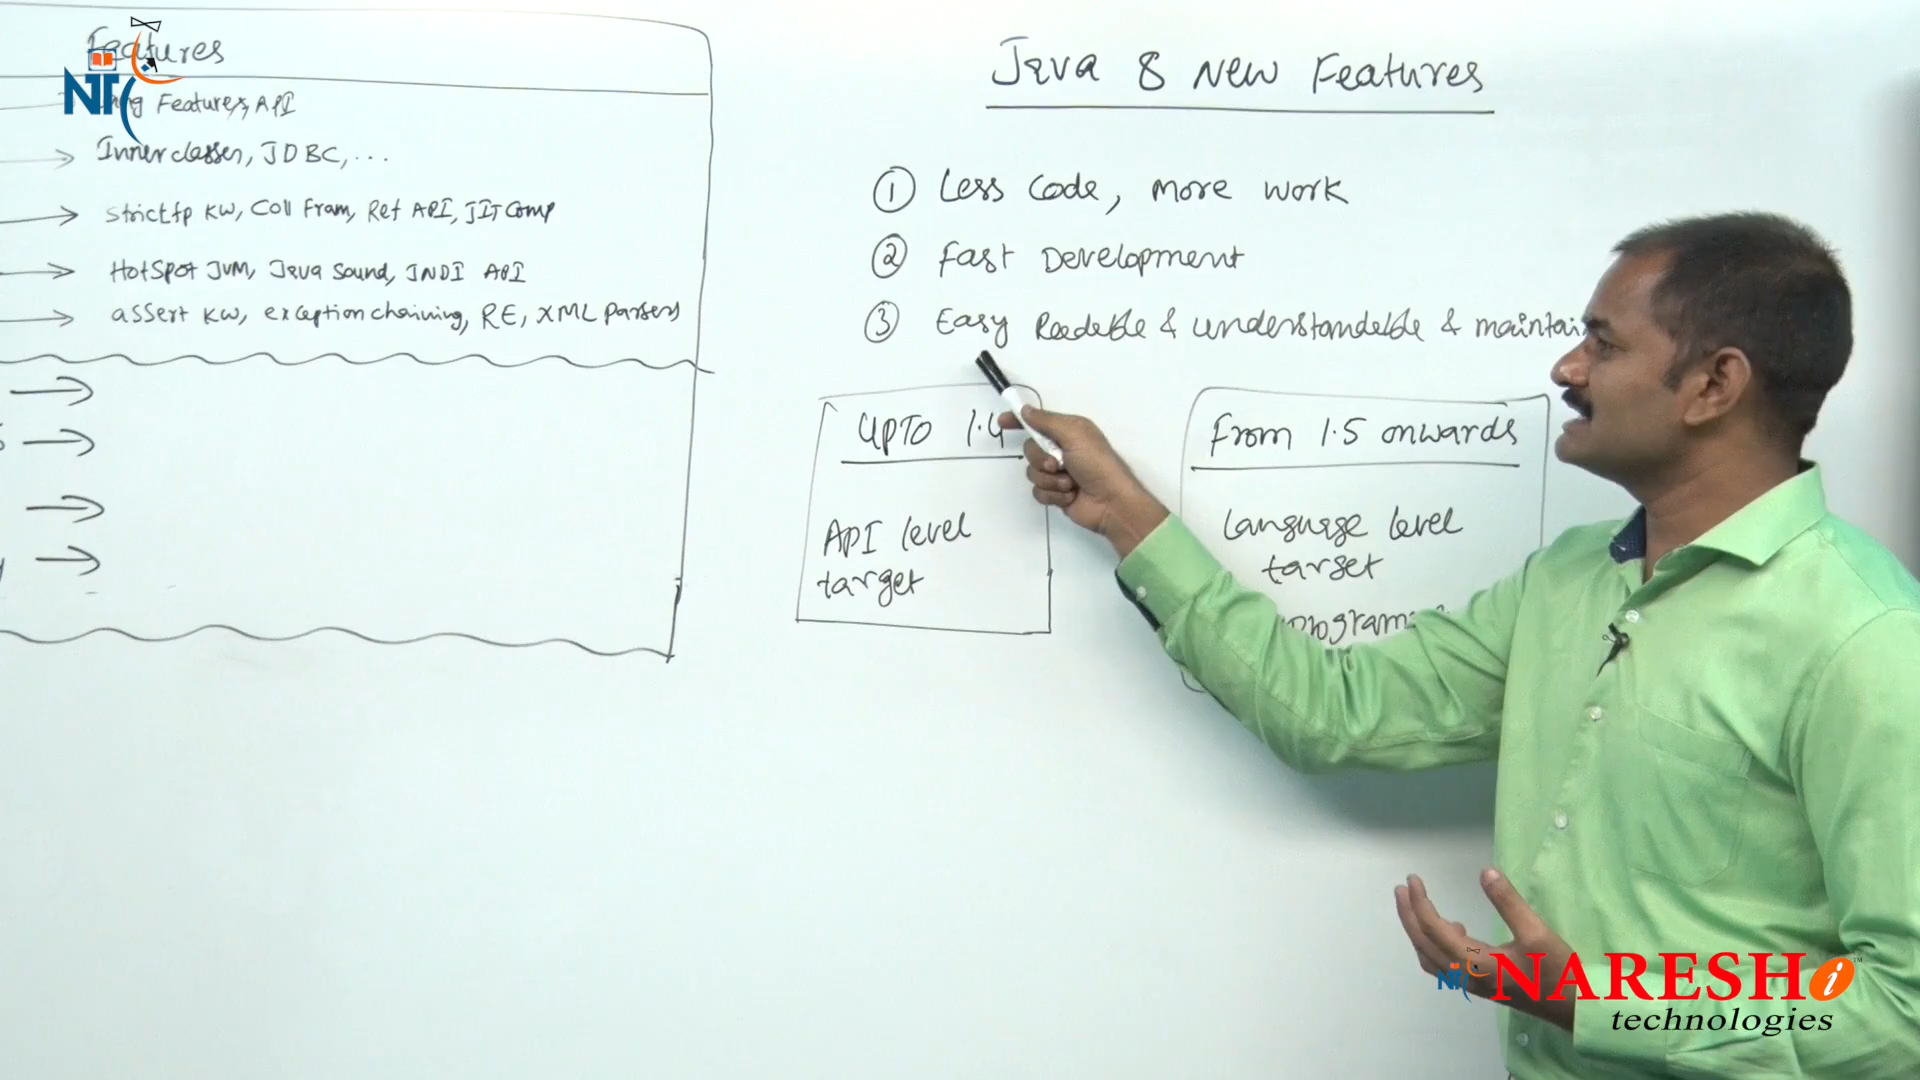 Features
Lang Features, API
Inner classes, JDBC, ...
strictfp KW, Coll Fram, Ref API, JIT Comp
HotSpot JVM, Java Sound, JNDI API
assert KW, exception chaining, RE, XML Parsers
Java 8 New Features
① Less Code, more work
② Fast Development
③ Easy Readable & understandable & maintai
UPTO 1.4
API level
target
From 1.5 onwards
Language level
target
program
NARESH i ™
technologies